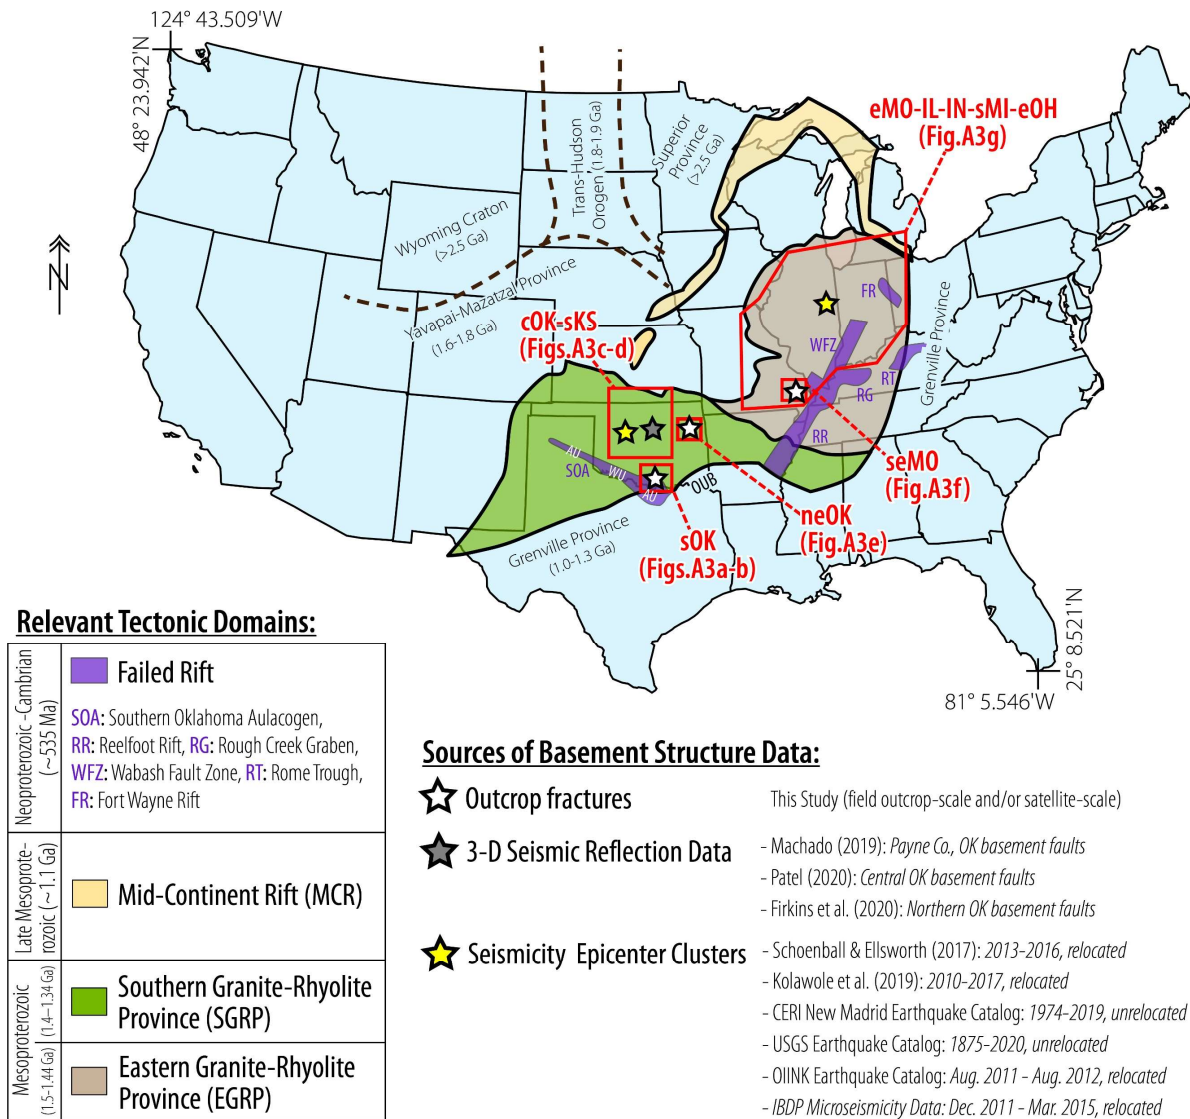 124° 43.509'W
48° 23.942'N
N
Wyoming Craton
(>2.5 Ga)
Trans-Hudson
Orogen (1.8-1.9 Ga)
Superior
Province
(>2.5 Ga)
Yavapai-Mazatzal Province
(1.6-1.8 Ga)
eMO-IL-IN-sMI-eOH
(Fig.A3g)
cOK-sKS
(Figs.A3c-d)
FR
WFZ
RT
RG
RR
Grenville Province
AU
SOA
WU
AU
OUB
Grenville Province
(1.0-1.3 Ga)
sOK
(Figs.A3a-b)
neOK
(Fig.A3e)
seMO
(Fig.A3f)
25° 8.521'N
81° 5.546'W
Relevant Tectonic Domains:
Neoproterozoic-Cambrian
(~535 Ma)
Failed Rift
SOA: Southern Oklahoma Aulacogen,
RR: Reelfoot Rift, RG: Rough Creek Graben,
WFZ: Wabash Fault Zone, RT: Rome Trough,
FR: Fort Wayne Rift
Late Mesoprote-
rozoic (~1.1 Ga)
Mid-Continent Rift (MCR)
Mesoproterozoic
(1.4–1.34 Ga)
Southern Granite-Rhyolite
Province (SGRP)
(1.5-1.44 Ga)
Eastern Granite-Rhyolite
Province (EGRP)
Sources of Basement Structure Data:
Outcrop fractures
This Study (field outcrop-scale and/or satellite-scale)
3-D Seismic Reflection Data
- Machado (2019): Payne Co., OK basement faults
- Patel (2020): Central OK basement faults
- Firkins et al. (2020): Northern OK basement faults
Seismicity Epicenter Clusters
- Schoenball & Ellsworth (2017): 2013-2016, relocated
- Kolawole et al. (2019): 2010-2017, relocated
- CERI New Madrid Earthquake Catalog: 1974-2019, unrelocated
- USGS Earthquake Catalog: 1875-2020, unrelocated
- OIINK Earthquake Catalog: Aug. 2011 - Aug. 2012, relocated
- IBDP Microseismicity Data: Dec. 2011 - Mar. 2015, relocated